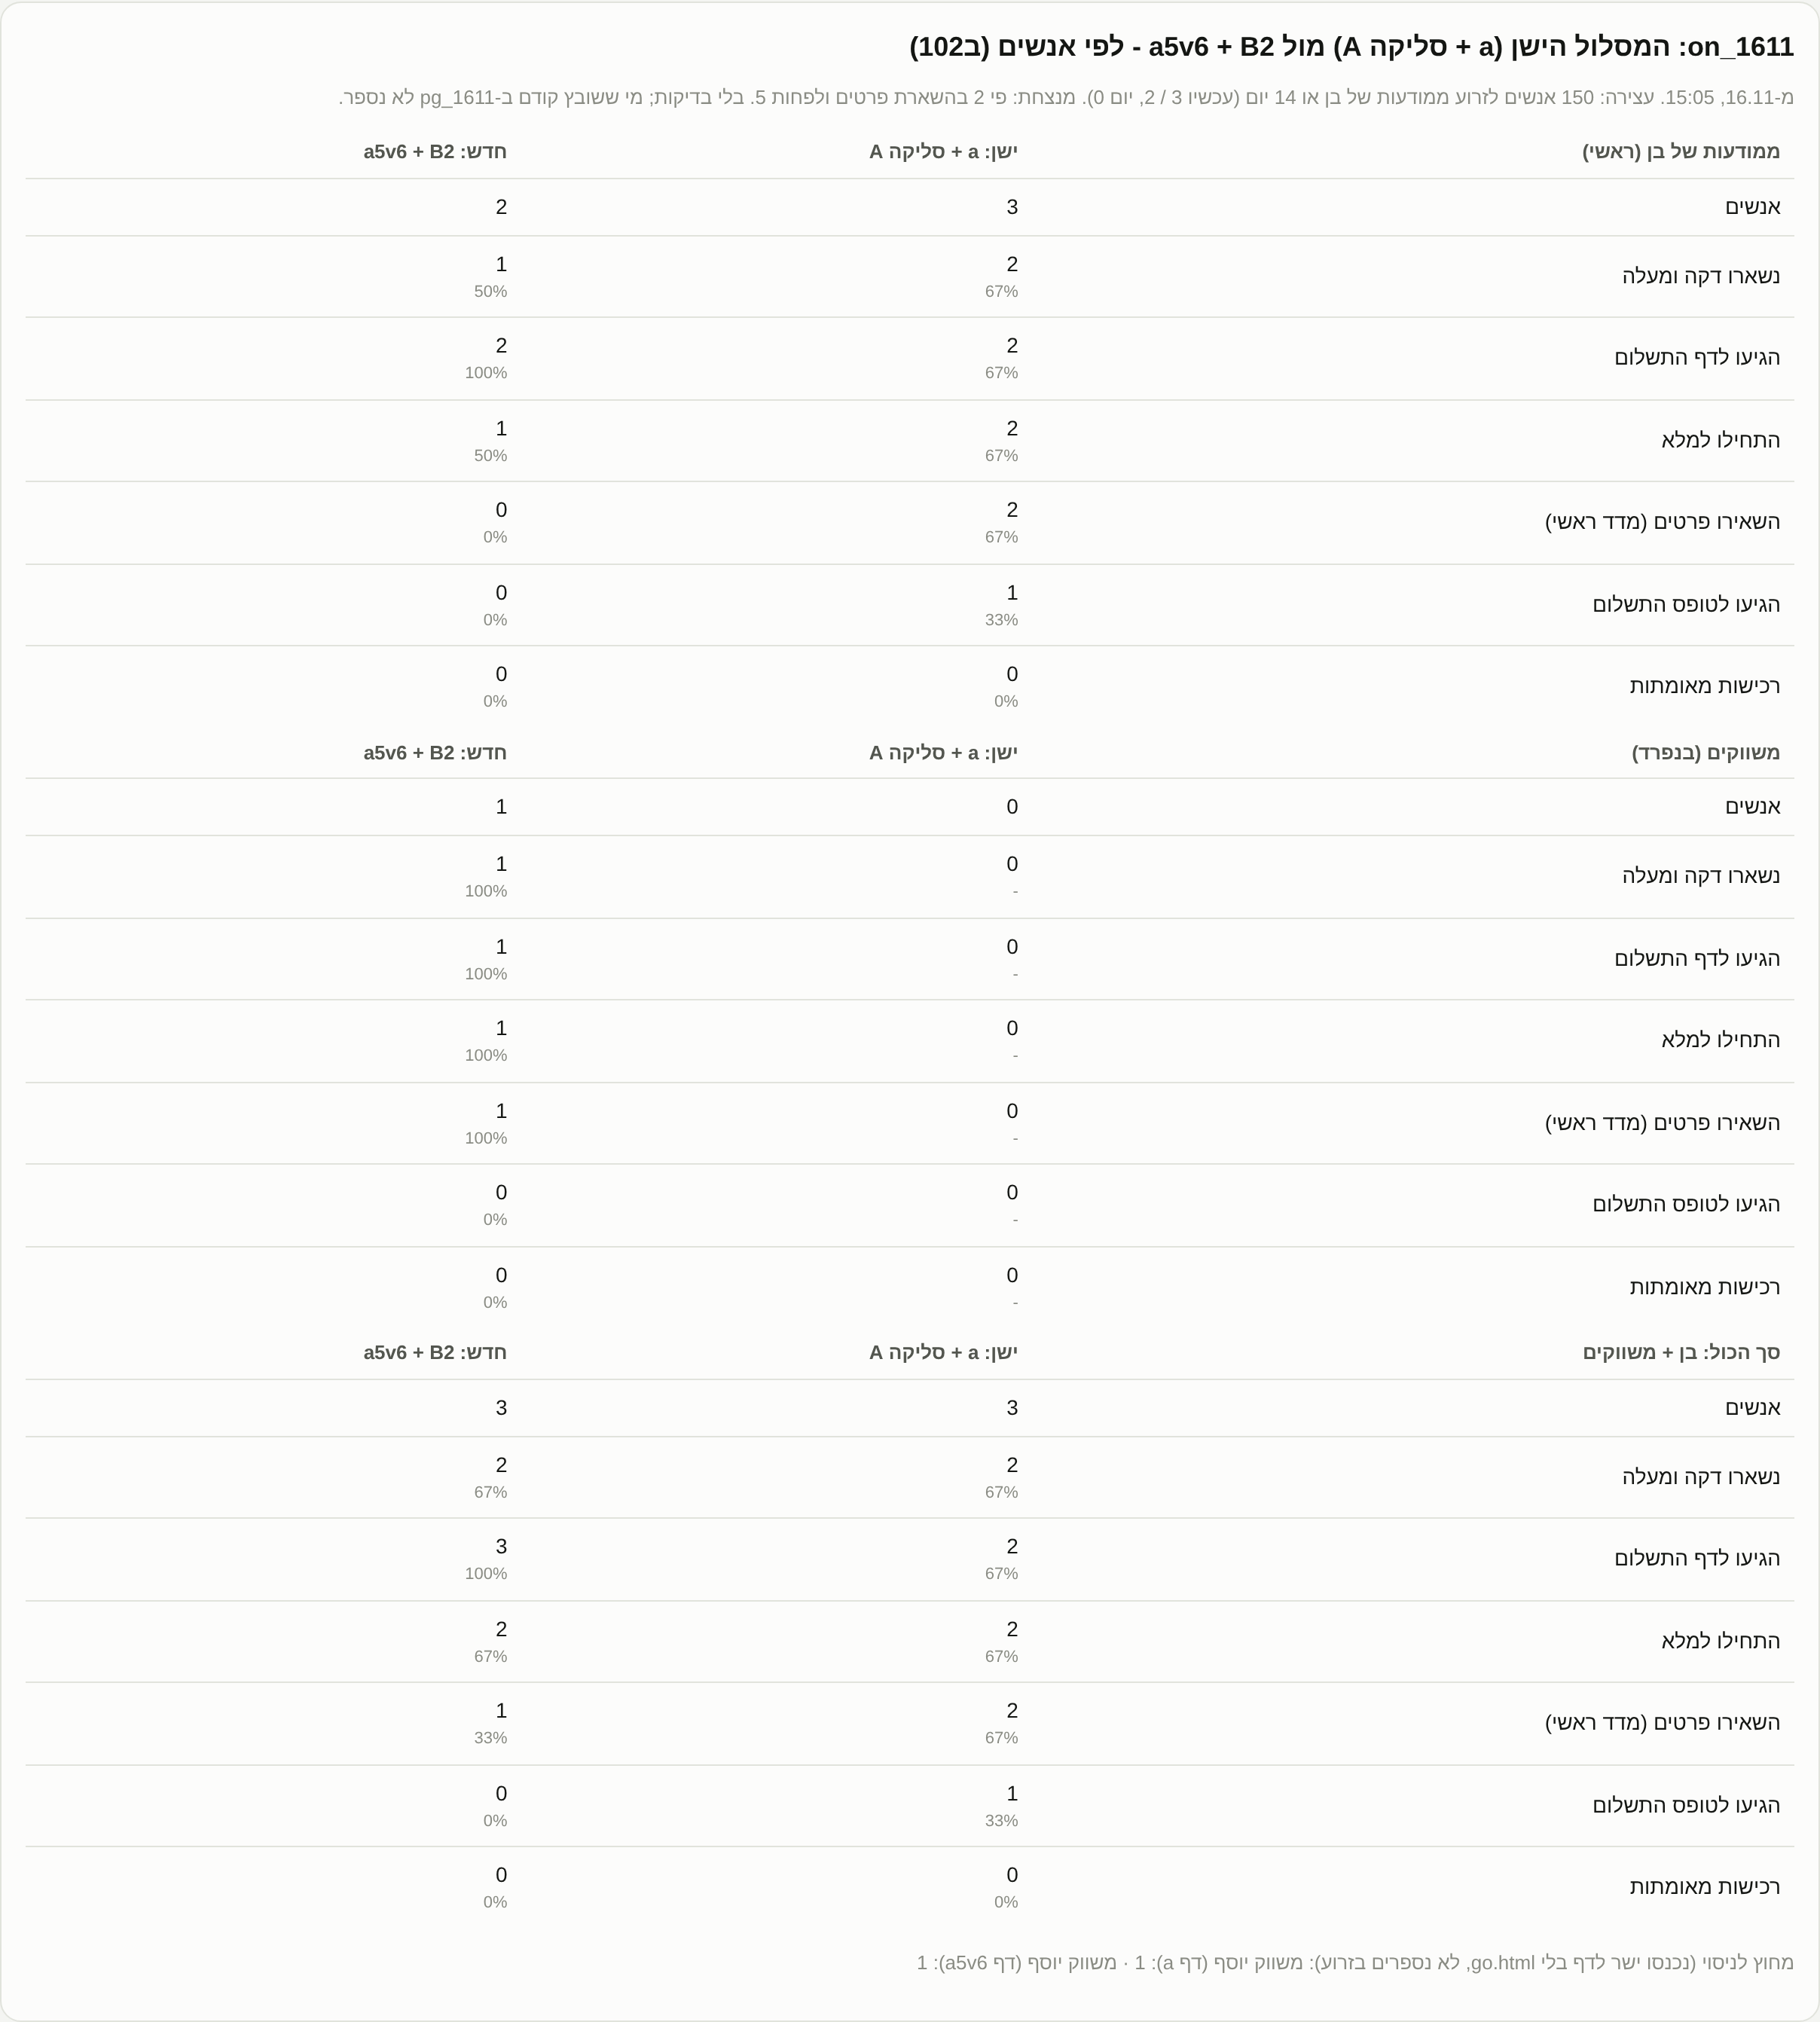 on_1611: המסלול הישן (a + סליקה A) מול a5v6 + B2 - לפי אנשים (ב102)
מ-16.11, 15:05. עצירה: 150 אנשים לזרוע ממודעות של בן או 14 יום (עכשיו 3 / 2, יום 0). מנצחת: פי 2 בהשארת פרטים ולפחות 5. בלי בדיקות; מי ששובץ קודם ב-pg_1611 לא נספר.
ממודעות של בן (ראשי) ישן: a + סליקה A חדש: a5v6 + B2
אנשים 3 2
נשארו דקה ומעלה 2 1
67% 50%
הגיעו לדף התשלום 2 2
67% 100%
התחילו למלא 2 1
67% 50%
השאירו פרטים (מדד ראשי) 2 0
67% 0%
הגיעו לטופס התשלום 1 0
33% 0%
רכישות מאומתות 0 0
0% 0%
משווקים (בנפרד) ישן: a + סליקה A חדש: a5v6 + B2
אנשים 0 1
נשארו דקה ומעלה 0 1
- 100%
הגיעו לדף התשלום 0 1
- 100%
התחילו למלא 0 1
- 100%
השאירו פרטים (מדד ראשי) 0 1
- 100%
הגיעו לטופס התשלום 0 0
- 0%
רכישות מאומתות 0 0
- 0%
סך הכול: בן + משווקים ישן: a + סליקה A חדש: a5v6 + B2
אנשים 3 3
נשארו דקה ומעלה 2 2
67% 67%
הגיעו לדף התשלום 2 3
67% 100%
התחילו למלא 2 2
67% 67%
השאירו פרטים (מדד ראשי) 2 1
67% 33%
הגיעו לטופס התשלום 1 0
33% 0%
רכישות מאומתות 0 0
0% 0%
מחוץ לניסוי (נכנסו ישר לדף בלי go.html, לא נספרים בזרוע): משווק יוסף (דף a): 1 · משווק יוסף (דף a5v6): 1